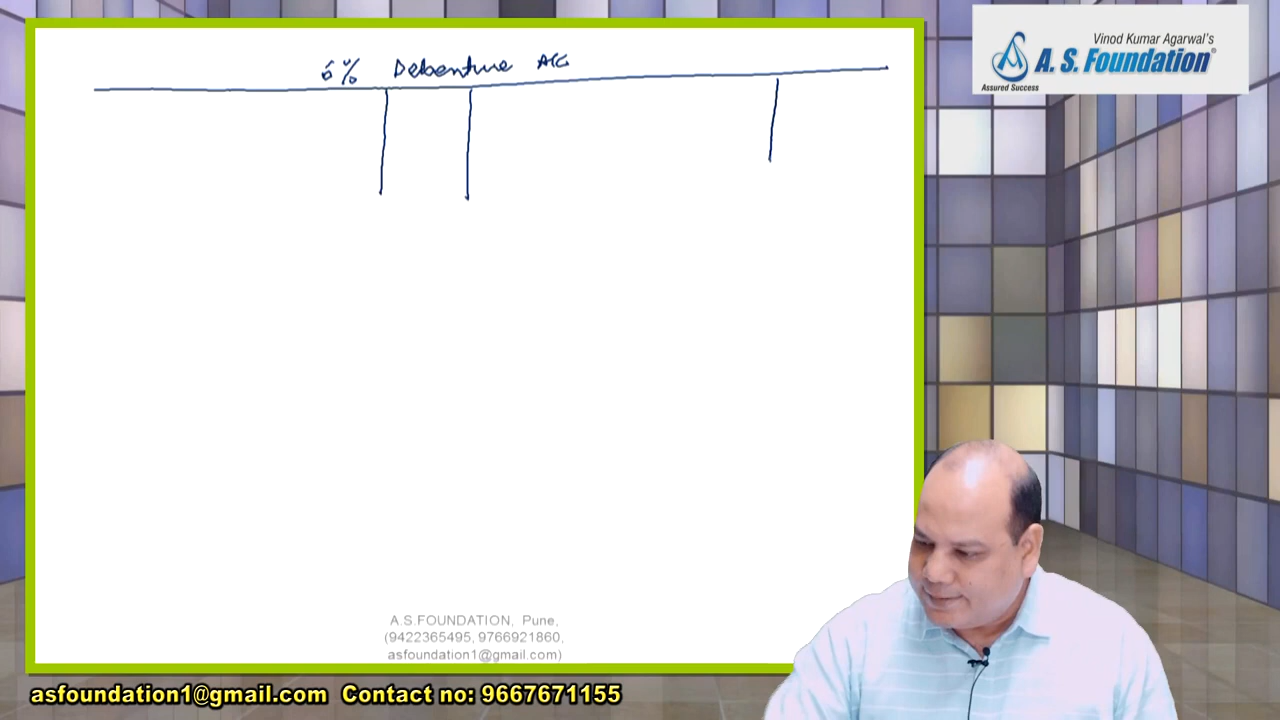 6% Debenture A/C
Vinod Kumar Agarwal's
A. S. Foundation®
Assured Success
A.S.FOUNDATION, Pune,
(9422365495, 9766921860,
asfoundation1@gmail.com)
asfoundation1@gmail.com Contact no: 9667671155